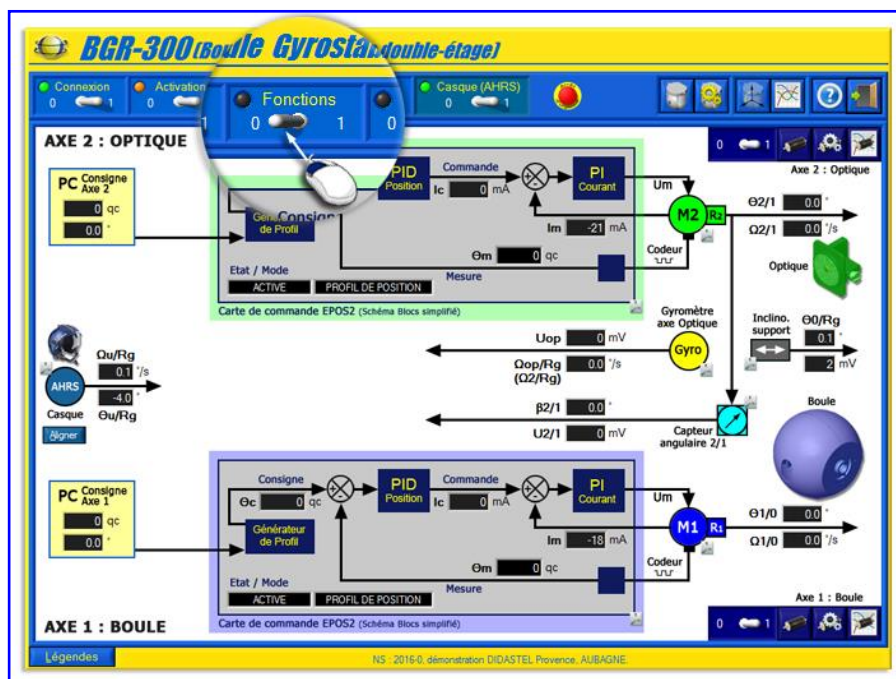 BGR-300 (Boule Gyrostab double-étage)
Connexion
0 1
Activation
0 1
Fonctions
0 1
0
Casque (AHRS)
0 1
AXE 2 : OPTIQUE
0 1
Axe 2 : Optique
PC Consigne Axe 2
0 qc
0.0 °
Consign
Générateur de Profil
PID Position
Commande
Ic 0 mA
PI Courant
Um
M2 R2
Im -21 mA
Codeur
Θm 0 qc
Mesure
Etat / Mode
ACTIVE PROFIL DE POSITION
Carte de commande EPOS2 (Schéma Blocs simplifié)
Θ2/1 0.0 °
Ω2/1 0.0 °/s
Optique
Gyromètre axe Optique
Gyro
Uop 0 mV
Ωop/Rg 0.0 °/s
(Ω2/Rg)
Inclino. support
Θ0/Rg
0.1 °
2 mV
AHRS
Casque
Aligner
Ωu/Rg
0.1 °/s
-4.0 °
Θu/Rg
β2/1 0.0 °
U2/1 0 mV
Capteur angulaire 2/1
Boule
PC Consigne Axe 1
0 qc
0.0 °
Consigne
Θc 0 qc
Générateur de Profil
PID Position
Commande
Ic 0 mA
PI Courant
Um
M1 R1
Im -18 mA
Codeur
Θm 0 qc
Mesure
Etat / Mode
ACTIVE PROFIL DE POSITION
Carte de commande EPOS2 (Schéma Blocs simplifié)
Θ1/0 0.0 °
Ω1/0 0.0 °/s
Axe 1 : Boule
AXE 1 : BOULE
0 1
Légendes
NS : 2016-0, démonstration DIDASTEL Provence, AUBAGNE.